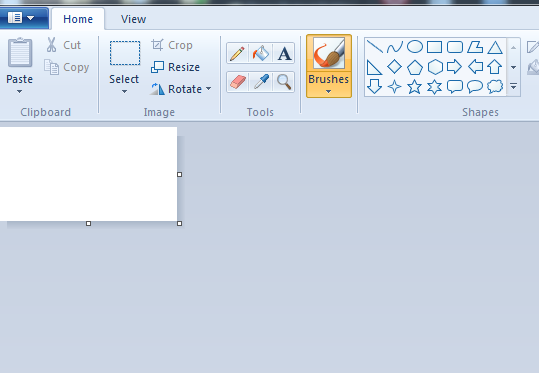 Home View
Paste
Cut
Copy
Clipboard
Select
Crop
Resize
Rotate
Image
A
Tools
Brushes
Shapes